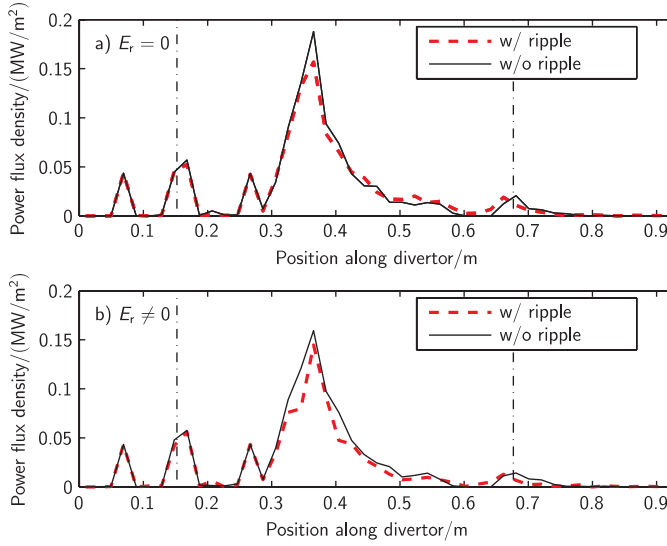 0.2
a) E_r = 0
w/ ripple
w/o ripple
0.15
0.1
0.05
0
Power flux density/(MW/m²)
0 0.1 0.2 0.3 0.4 0.5 0.6 0.7 0.8 0.9
Position along divertor/m
0.2
b) E_r ≠ 0
w/ ripple
w/o ripple
0.15
0.1
0.05
0
Power flux density/(MW/m²)
0 0.1 0.2 0.3 0.4 0.5 0.6 0.7 0.8 0.9
Position along divertor/m